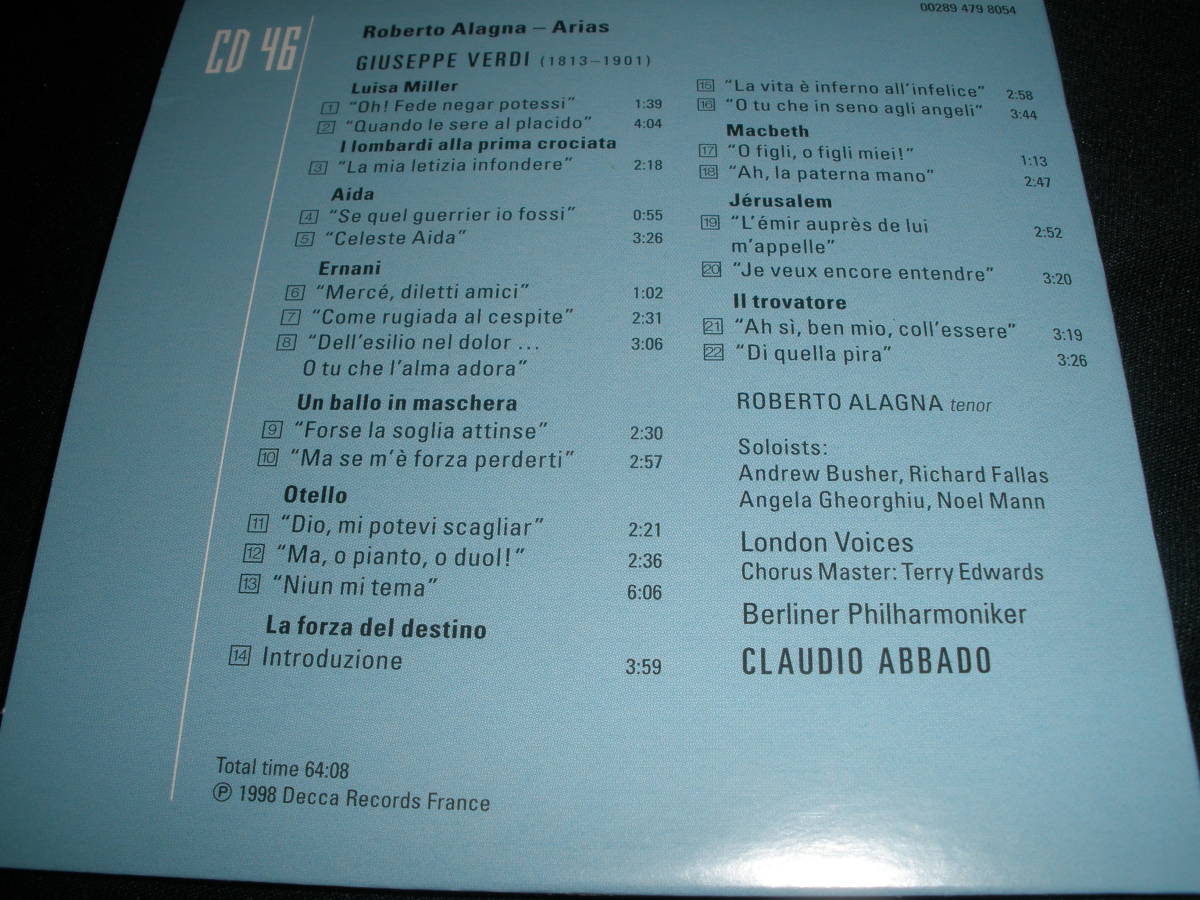 00289 479 8054
CD 46
Roberto Alagna – Arias
GIUSEPPE VERDI (1813–1901)
Luisa Miller
1 "Oh! Fede negar potessi" 1:39
2 "Quando le sere al placido" 4:04
I lombardi alla prima crociata
3 "La mia letizia infondere" 2:18
Aida
4 "Se quel guerrier io fossi" 0:55
5 "Celeste Aida" 3:26
Ernani
6 "Mercé, diletti amici" 1:02
7 "Come rugiada al cespite" 2:31
8 "Dell'esilio nel dolor ... 3:06
O tu che l'alma adora"
Un ballo in maschera
9 "Forse la soglia attinse" 2:30
10 "Ma se m'è forza perderti" 2:57
Otello
11 "Dio, mi potevi scagliar" 2:21
12 "Ma, o pianto, o duol!" 2:36
13 "Niun mi tema" 6:06
La forza del destino
14 Introduzione 3:59
15 "La vita è inferno all'infelice" 2:58
16 "O tu che in seno agli angeli" 3:44
Macbeth
17 "O figli, o figli miei!" 1:13
18 "Ah, la paterna mano" 2:47
Jérusalem
19 "L'émir auprès de lui 2:52
m'appelle"
20 "Je veux encore entendre" 3:20
Il trovatore
21 "Ah sì, ben mio, coll'essere" 3:19
22 "Di quella pira" 3:26
ROBERTO ALAGNA tenor
Soloists:
Andrew Busher, Richard Fallas
Angela Gheorghiu, Noel Mann
London Voices
Chorus Master: Terry Edwards
Berliner Philharmoniker
CLAUDIO ABBADO
Total time 64:08
℗ 1998 Decca Records France